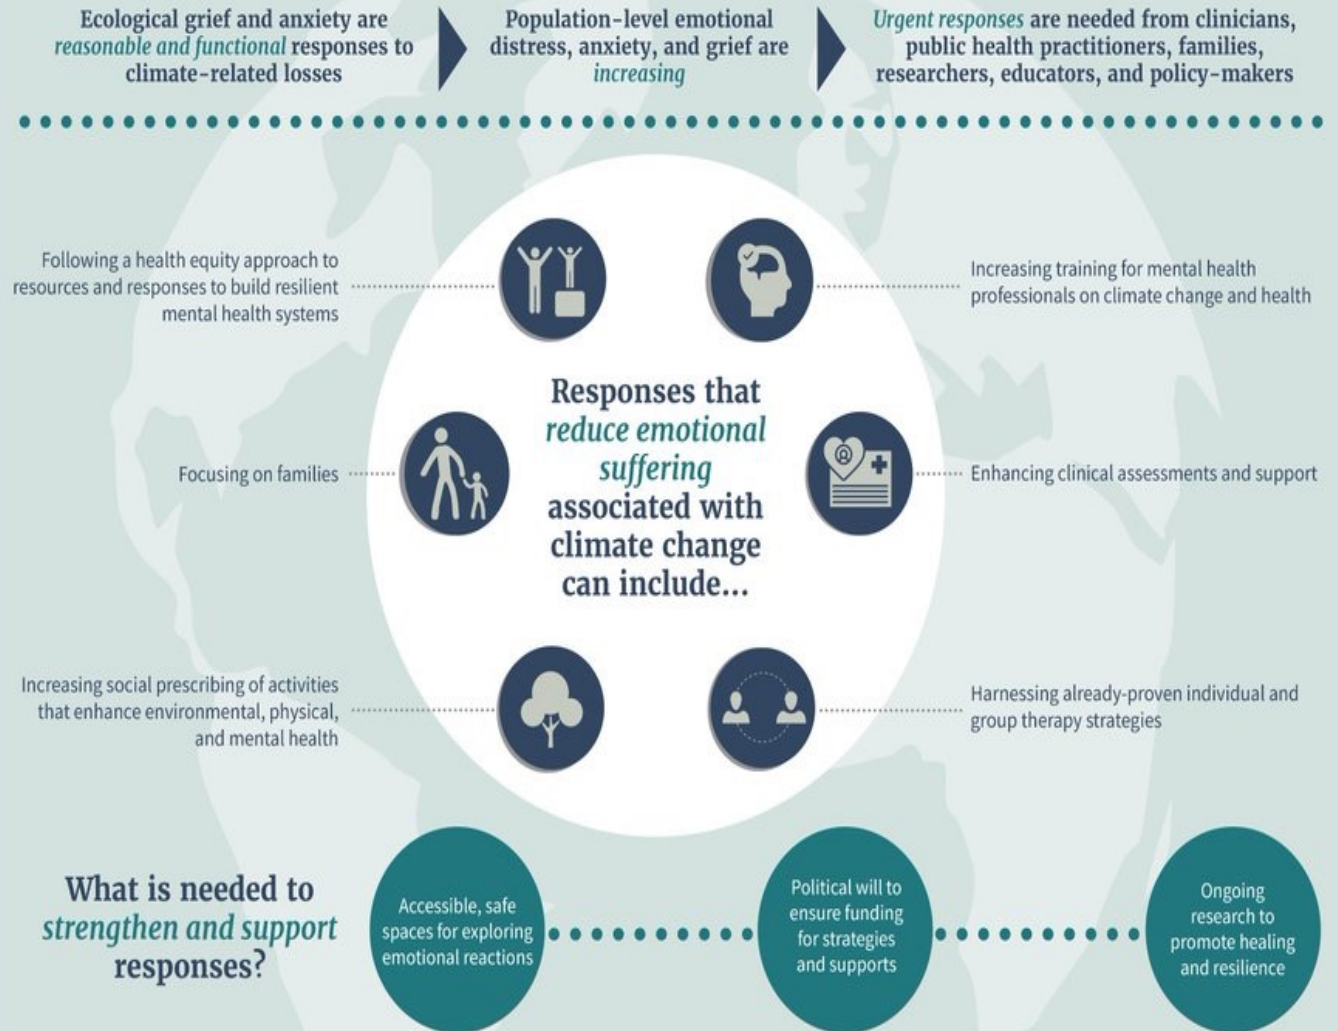 Ecological grief and anxiety are
reasonable and functional responses to
climate-related losses
Population-level emotional
distress, anxiety, and grief are
increasing
Urgent responses are needed from clinicians,
public health practitioners, families,
researchers, educators, and policy-makers
Following a health equity approach to
resources and responses to build resilient
mental health systems
Increasing training for mental health
professionals on climate change and health
Responses that
reduce emotional
suffering
associated with
climate change
can include...
Focusing on families
Enhancing clinical assessments and support
Increasing social prescribing of activities
that enhance environmental, physical,
and mental health
Harnessing already-proven individual and
group therapy strategies
What is needed to
strengthen and support
responses?
Accessible, safe
spaces for exploring
emotional reactions
Political will to
ensure funding
for strategies
and supports
Ongoing
research to
promote healing
and resilience